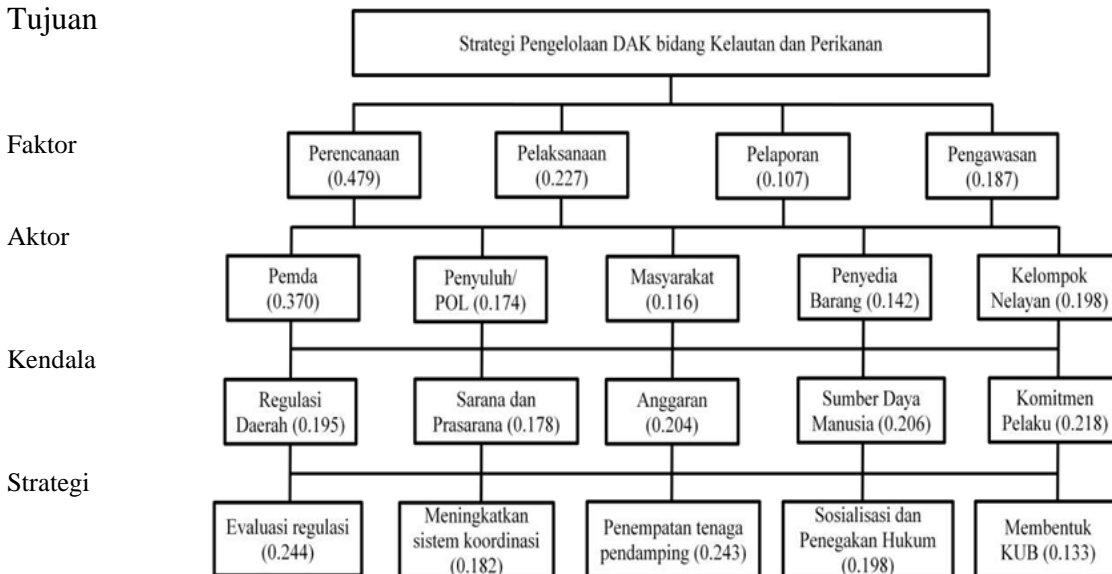 Tujuan
Strategi Pengelolaan DAK bidang Kelautan dan Perikanan
Faktor
Perencanaan
(0.479)
Pelaksanaan
(0.227)
Pelaporan
(0.107)
Pengawasan
(0.187)
Aktor
Pemda
(0.370)
Penyuluh/
POL (0.174)
Masyarakat
(0.116)
Penyedia
Barang (0.142)
Kelompok
Nelayan (0.198)
Kendala
Regulasi
Daerah (0.195)
Sarana dan
Prasarana (0.178)
Anggaran
(0.204)
Sumber Daya
Manusia (0.206)
Komitmen
Pelaku (0.218)
Strategi
Evaluasi regulasi
(0.244)
Meningkatkan
sistem koordinasi
(0.182)
Penempatan tenaga
pendamping (0.243)
Sosialisasi dan
Penegakan Hukum
(0.198)
Membentuk
KUB (0.133)